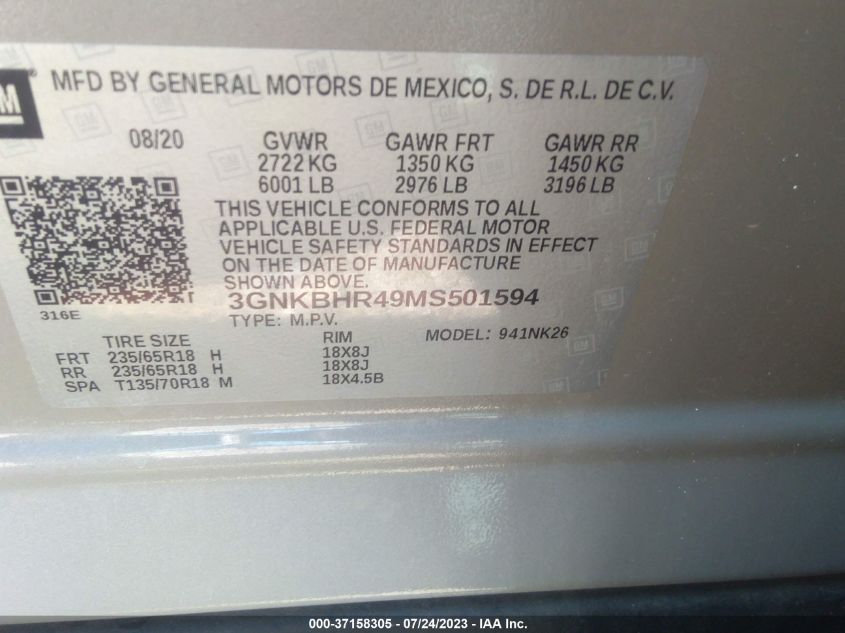 GM
MFD BY GENERAL MOTORS DE MEXICO, S. DE R.L. DE C.V.
08/20 GVWR GAWR FRT GAWR RR
2722 KG 1350 KG 1450 KG
6001 LB 2976 LB 3196 LB
THIS VEHICLE CONFORMS TO ALL
APPLICABLE U.S. FEDERAL MOTOR
VEHICLE SAFETY STANDARDS IN EFFECT
ON THE DATE OF MANUFACTURE
SHOWN ABOVE.
3GNKBHR49MS501594
316E
TYPE: M.P.V. MODEL: 941NK26
TIRE SIZE RIM
FRT 235/65R18 H 18X8J
RR 235/65R18 H 18X8J
SPA T135/70R18 M 18X4.5B
000-37158305 - 07/24/2023 - IAA Inc.